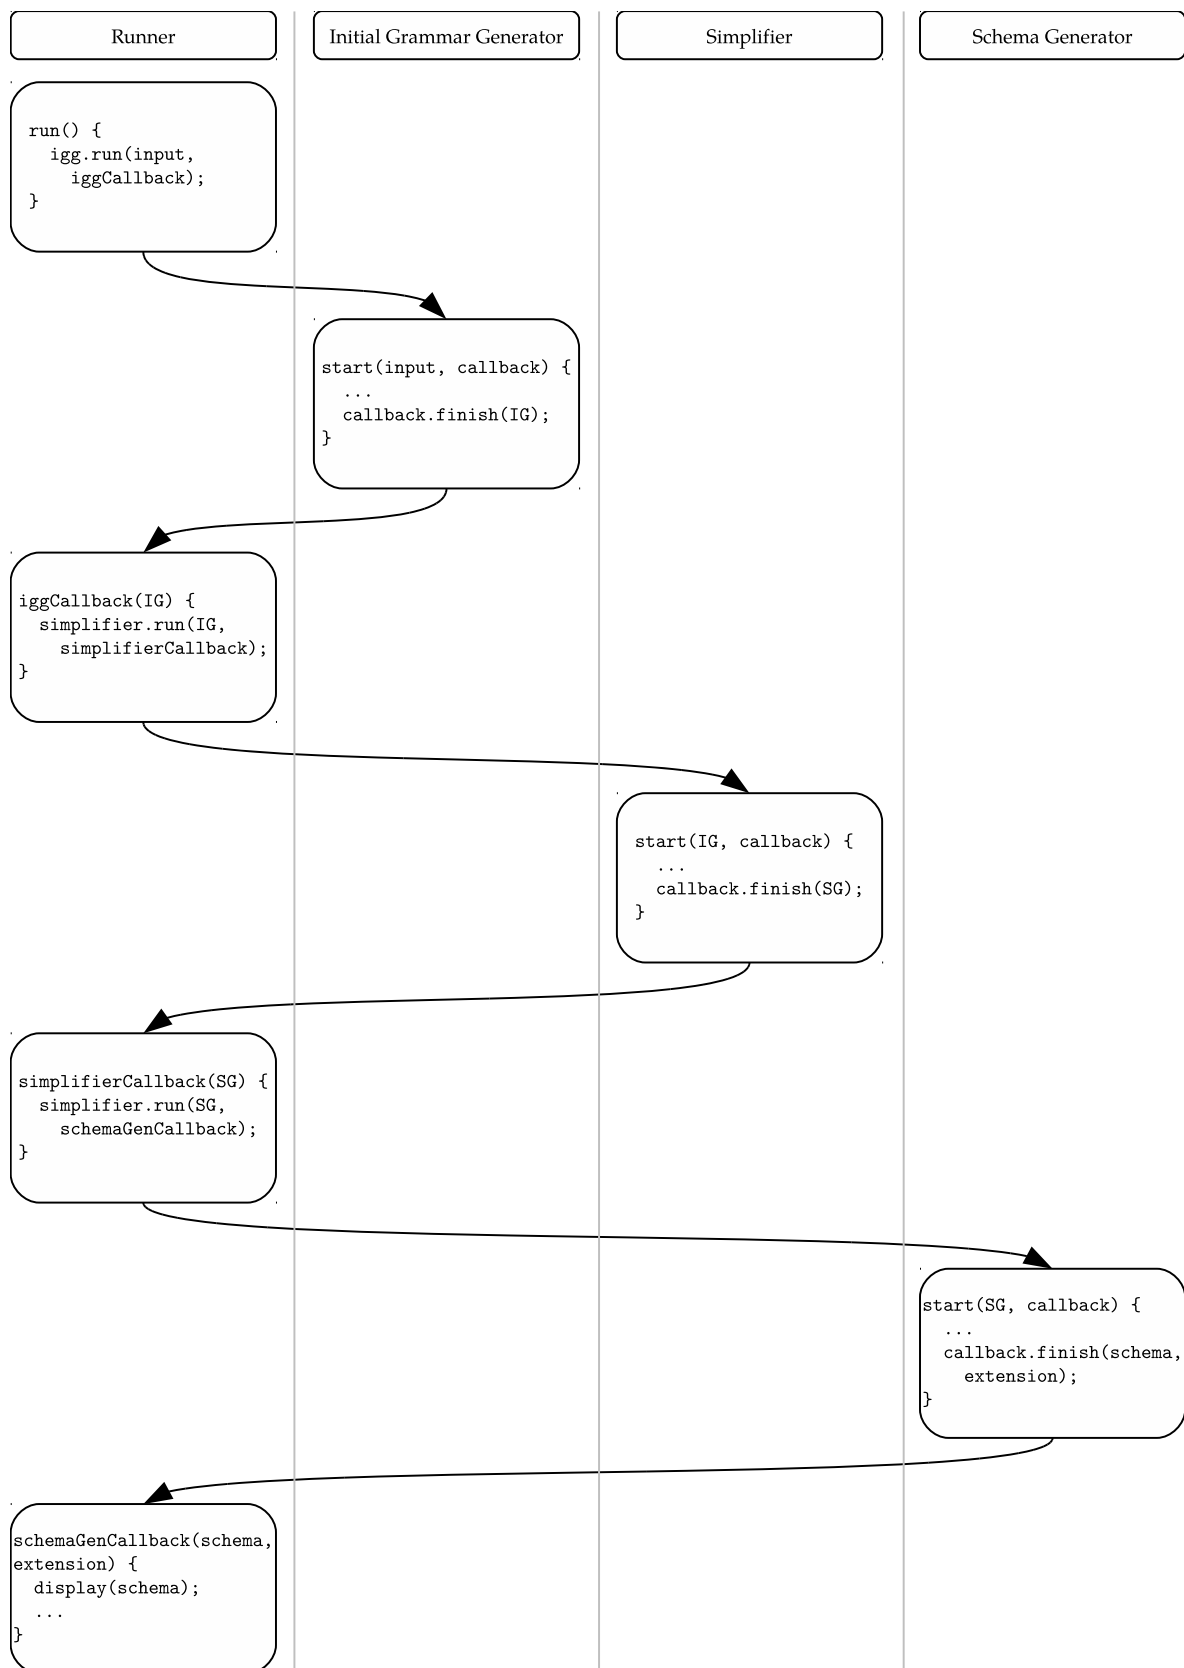 Runner
Initial Grammar Generator
Simplifier
Schema Generator
run() {
  igg.run(input,
    iggCallback);
}
start(input, callback) {
  ...
  callback.finish(IG);
}
iggCallback(IG) {
  simplifier.run(IG,
    simplifierCallback);
}
start(IG, callback) {
  ...
  callback.finish(SG);
}
simplifierCallback(SG) {
  simplifier.run(SG,
    schemaGenCallback);
}
start(SG, callback) {
  ...
  callback.finish(schema,
    extension);
}
schemaGenCallback(schema,
extension) {
  display(schema);
  ...
}